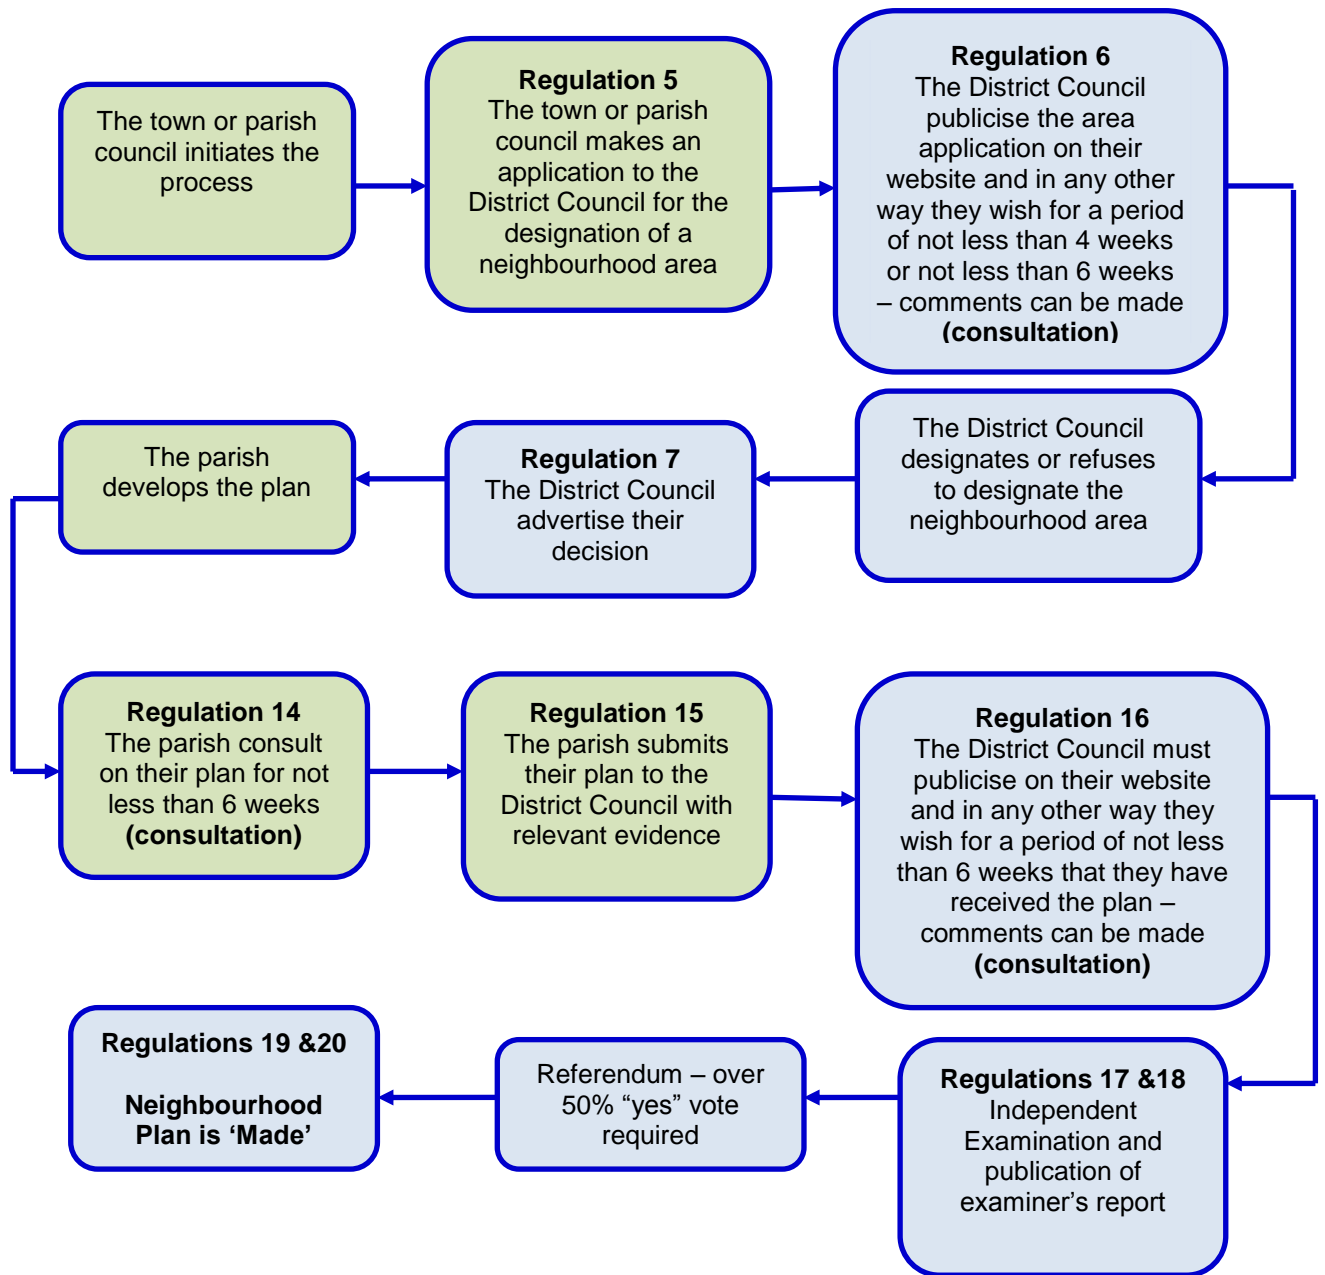 The town or parish
council initiates the
process
Regulation 5
The town or parish
council makes an
application to the
District Council for the
designation of a
neighbourhood area
Regulation 6
The District Council
publicise the area
application on their
website and in any other
way they wish for a period
of not less than 4 weeks
or not less than 6 weeks
– comments can be made
(consultation)
The District Council
designates or refuses
to designate the
neighbourhood area
Regulation 7
The District Council
advertise their
decision
The parish
develops the plan
Regulation 14
The parish consult
on their plan for not
less than 6 weeks
(consultation)
Regulation 15
The parish submits
their plan to the
District Council with
relevant evidence
Regulation 16
The District Council must
publicise on their website
and in any other way they
wish for a period of not less
than 6 weeks that they have
received the plan –
comments can be made
(consultation)
Regulations 17 &18
Independent
Examination and
publication of
examiner’s report
Referendum – over
50% “yes” vote
required
Regulations 19 &20
Neighbourhood
Plan is ‘Made’